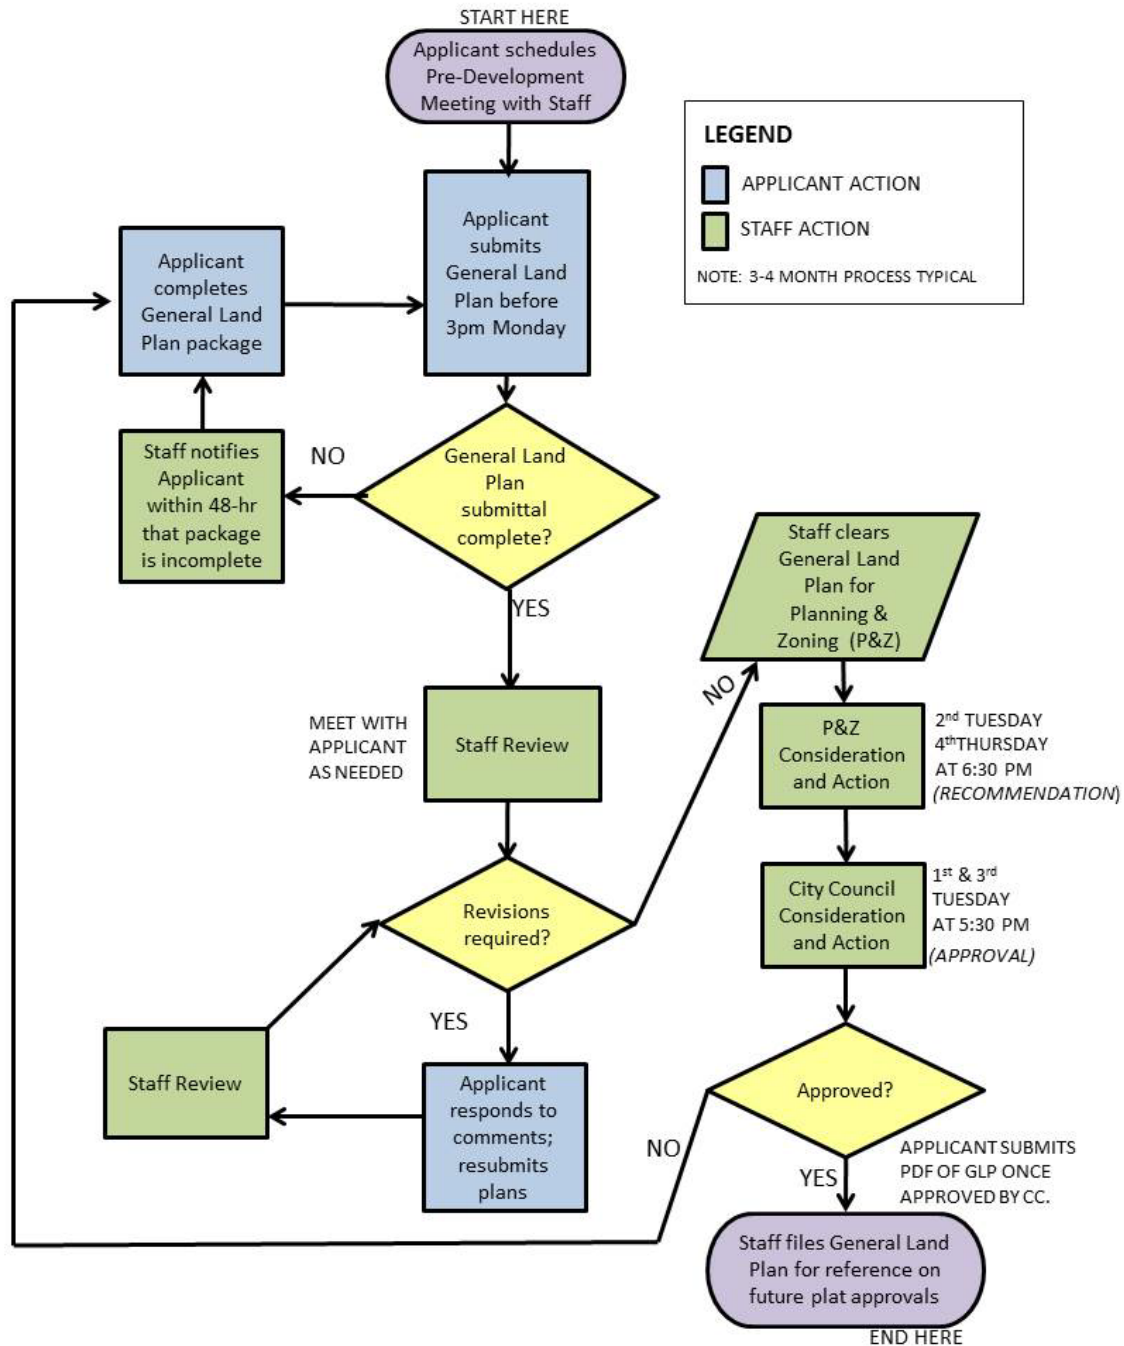 START HERE
Applicant schedules
Pre-Development
Meeting with Staff
LEGEND
APPLICANT ACTION
STAFF ACTION
NOTE: 3-4 MONTH PROCESS TYPICAL
Applicant
submits
General Land
Plan before
3pm Monday
Applicant
completes
General Land
Plan package
Staff notifies
Applicant
within 48-hr
that package
is incomplete
NO
General Land
Plan
submittal
complete?
YES
MEET WITH
APPLICANT
AS NEEDED
Staff Review
Revisions
required?
NO
YES
Applicant
responds to
comments;
resubmits
plans
Staff Review
Staff clears
General Land
Plan for
Planning &
Zoning (P&Z)
P&Z
Consideration
and Action
2nd TUESDAY
4thTHURSDAY
AT 6:30 PM
(RECOMMENDATION)
City Council
Consideration
and Action
1st & 3rd
TUESDAY
AT 5:30 PM
(APPROVAL)
Approved?
NO
YES
APPLICANT SUBMITS
PDF OF GLP ONCE
APPROVED BY CC.
Staff files General Land
Plan for reference on
future plat approvals
END HERE